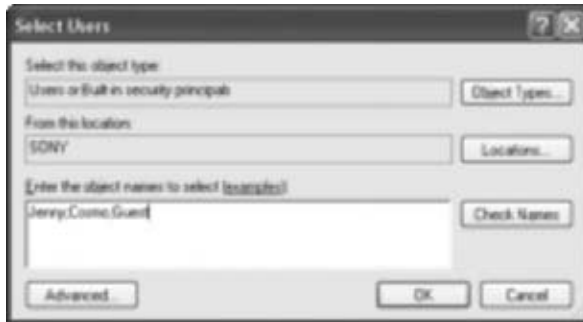 Select Users
Select this object type:
Users or Built-in security principals
Object Types...
From this location:
SONY
Locations...
Enter the object names to select (examples):
Jenny;Cosmo;Guest
Check Names
Advanced...
OK
Cancel